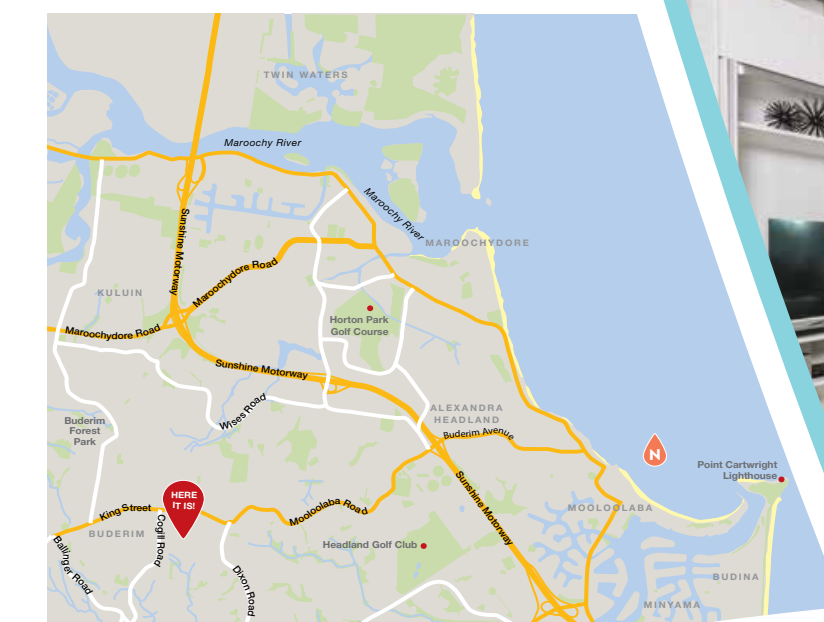 TWIN WATERS
Maroochy River
Maroochy River
MAROOCHYDORE
Sunshine Motorway
Maroochydore Road
KULUIN
Maroochydore Road
Horton Park
Golf Course
Sunshine Motorway
Wises Road
ALEXANDRA
HEADLAND
Buderim Avenue
Buderim
Forest
Park
N
Point Cartwright
Lighthouse
HERE
IT IS!
King Street
Mooloolaba Road
Sunshine Motorway
MOOLOOLABA
BUDERIM
Cogill Road
Headland Golf Club
Ballinger Road
Dixon Road
BUDINA
MINYAMA